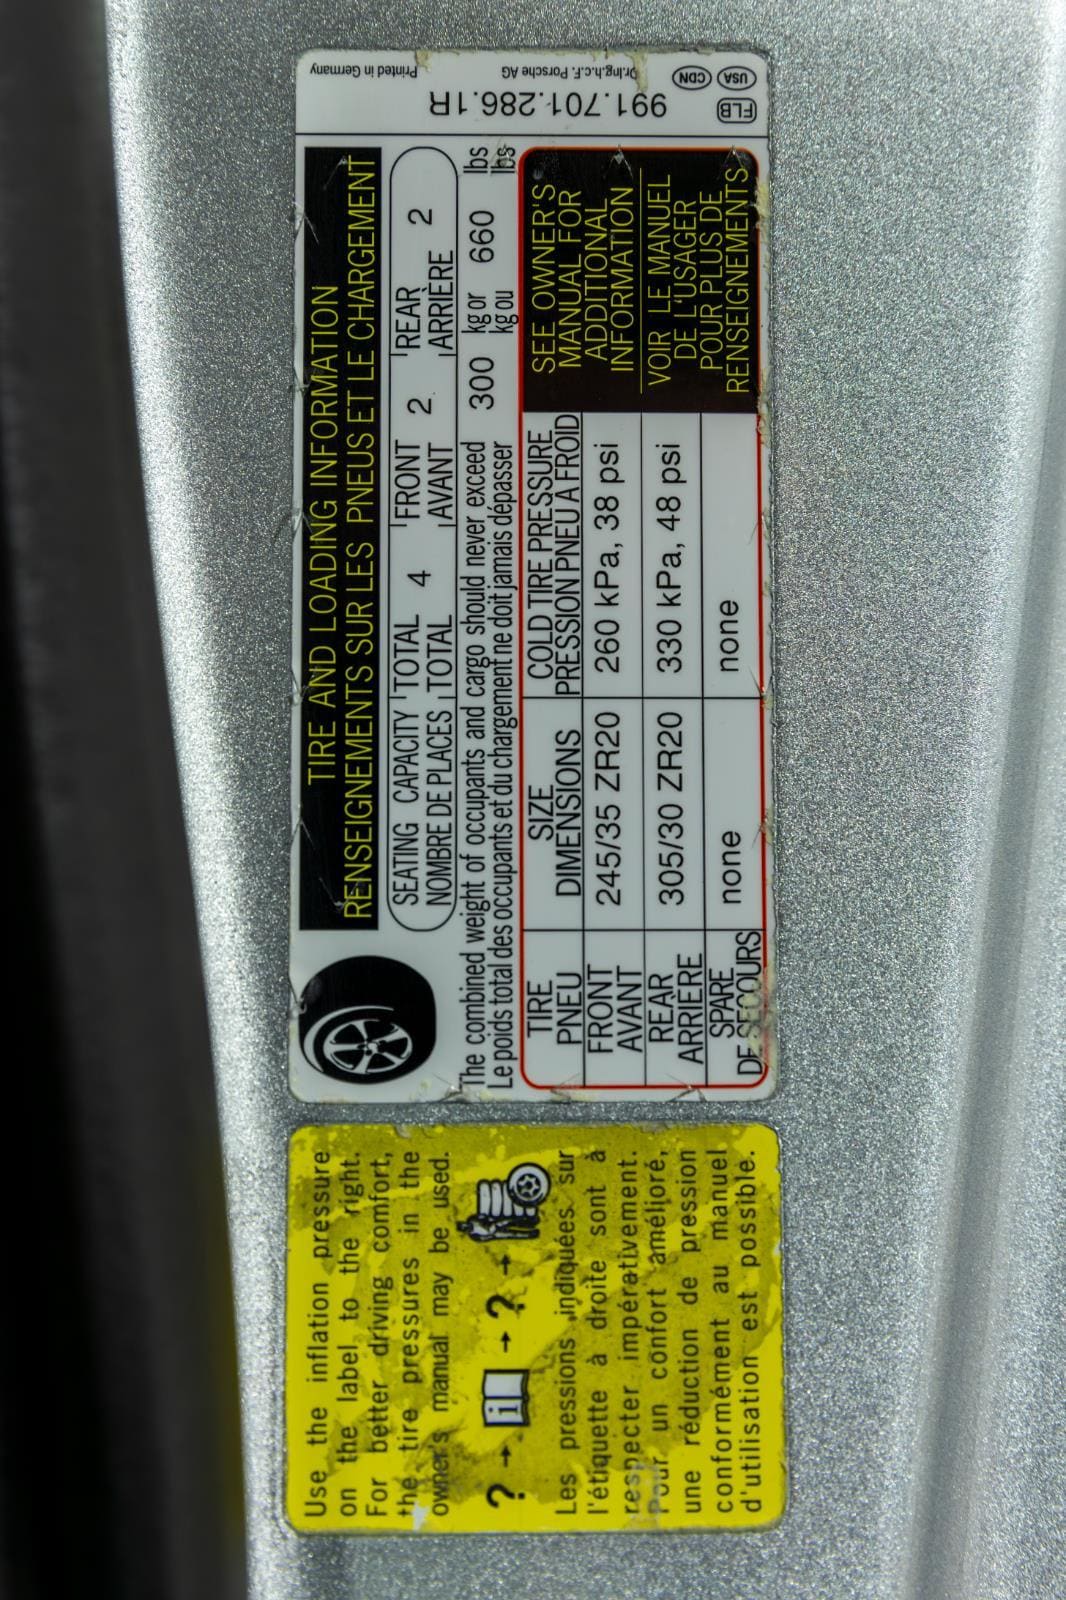 Use the inflation pressure
on the label to the right.
For better driving comfort,
the tire pressures in the
owner's manual may be used.
? → i → ? →
Les pressions indiquées sur
l'étiquette à droite sont à
respecter impérativement.
Pour un confort amélioré,
une réduction de pression
conformément au manuel
d'utilisation est possible.
TIRE AND LOADING INFORMATION
RENSEIGNEMENTS SUR LES PNEUS ET LE CHARGEMENT
SEATING CAPACITY TOTAL 4 FRONT 2 REAR 2
NOMBRE DE PLACES TOTAL AVANT ARRIÈRE
The combined weight of occupants and cargo should never exceed 300 kg or 660 lbs
Le poids total des occupants et du chargement ne doit jamais dépasser kg ou lbs
TIRE SIZE COLD TIRE PRESSURE
PNEU DIMENSIONS PRESSION PNEU A FROID
FRONT 245/35 ZR20 260 kPa, 38 psi
AVANT
REAR 305/30 ZR20 330 kPa, 48 psi
ARRIÈRE
SPARE none none
DE SECOURS
SEE OWNER'S
MANUAL FOR
ADDITIONAL
INFORMATION
VOIR LE MANUEL
DE L'USAGER
POUR PLUS DE
RENSEIGNEMENTS
FLB 991.701.286.1R
USA CDN Dr.Ing.h.c.F. Porsche AG Printed in Germany